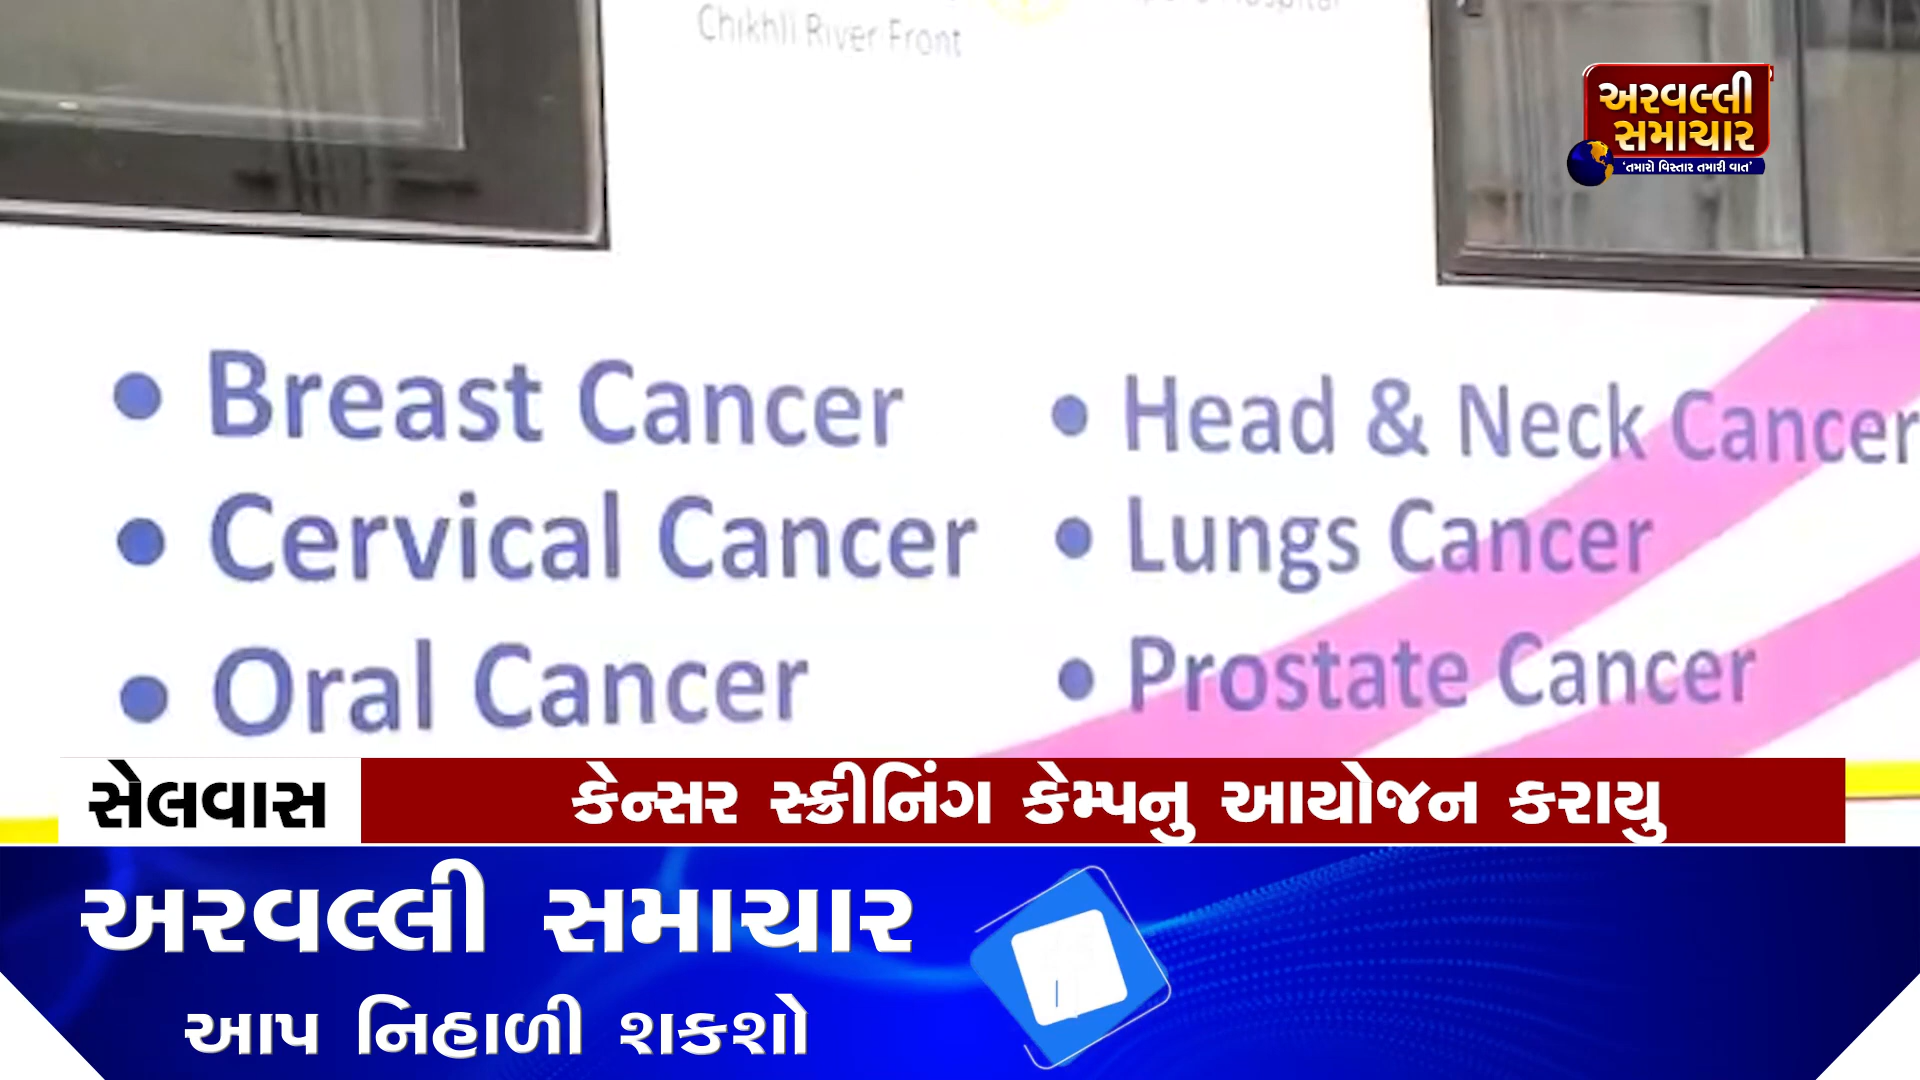 Chikhli River Front
Hospital
અરવલ્લી
સમાચાર
'તમારો વિસ્તાર તમારી વાત'
• Breast Cancer
• Head & Neck Cancer
• Cervical Cancer
• Lungs Cancer
• Oral Cancer
• Prostate Cancer
સેલવાસ
કેન્સર સ્ક્રીનિંગ કેમ્પનુ આયોજન કરાયુ
અરવલ્લી સમાચાર
આપ નિહાળી શકશો